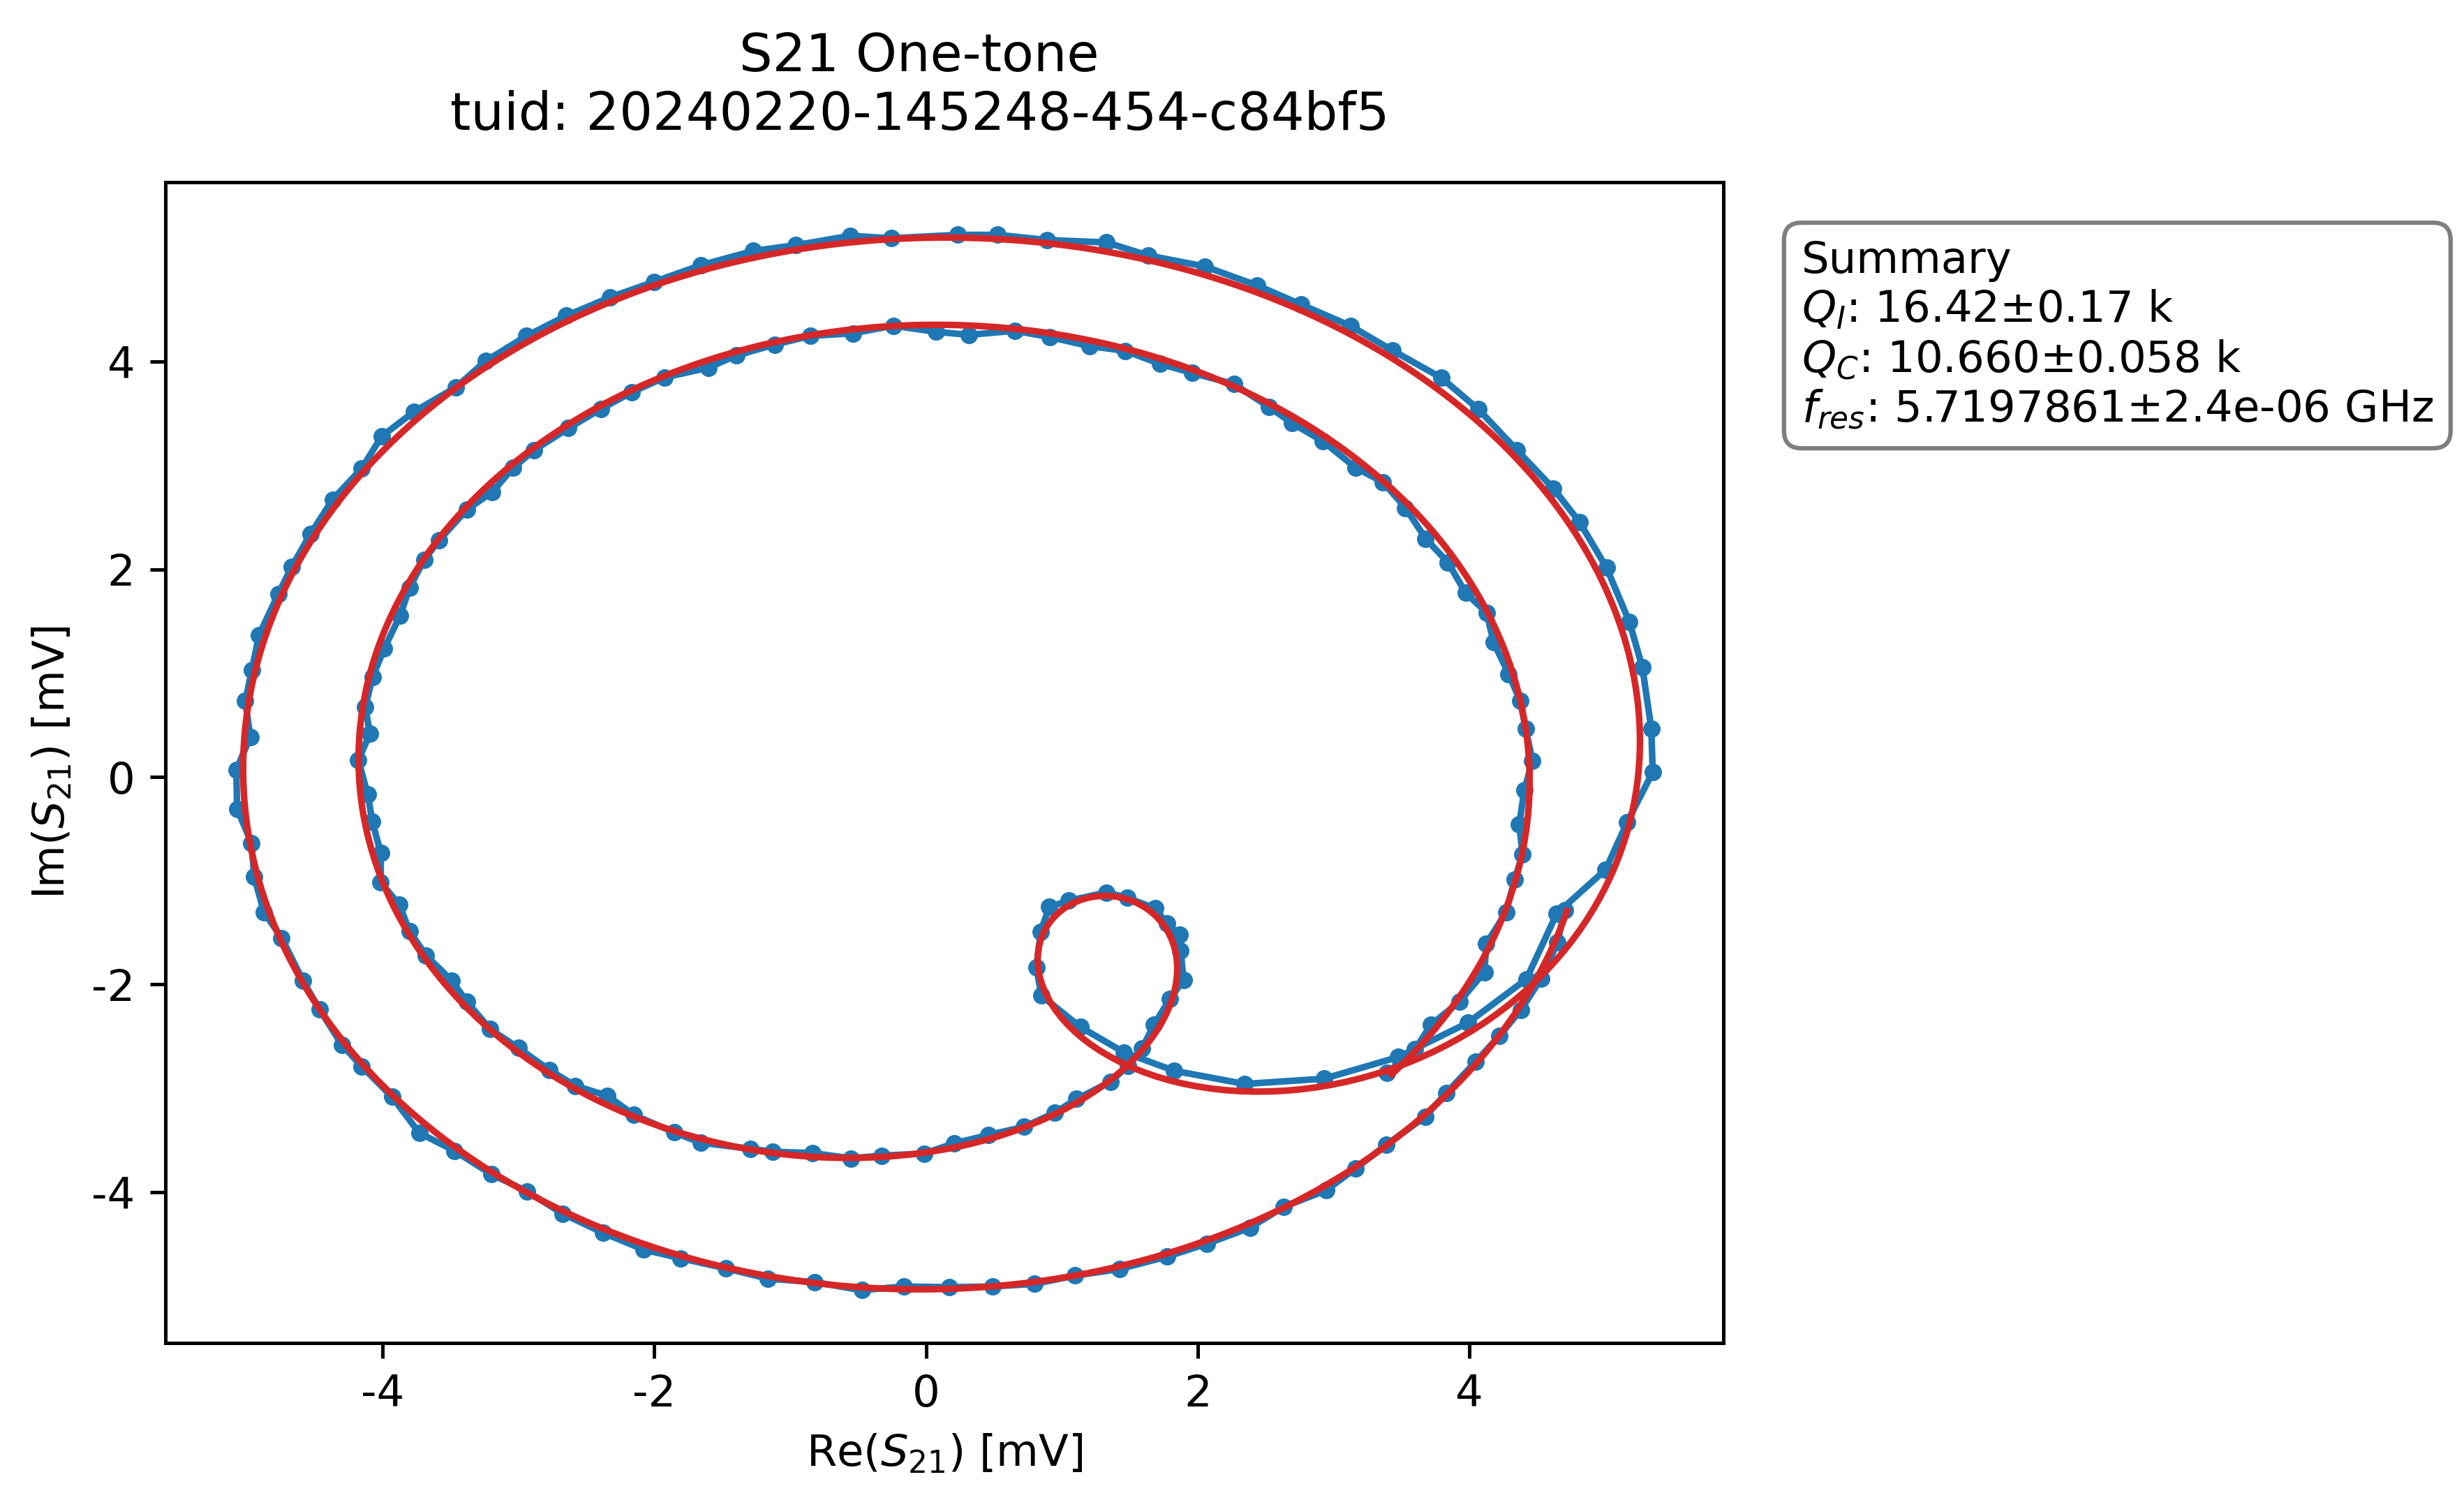 S21 One-tone
tuid: 20240220-145248-454-c84bf5
Summary
Q_I: 16.42±0.17 k
Q_C: 10.660±0.058 k
f_res: 5.7197861±2.4e-06 GHz
4
2
0
-2
-4
Im(S₂₁) [mV]
-4 -2 0 2 4
Re(S₂₁) [mV]